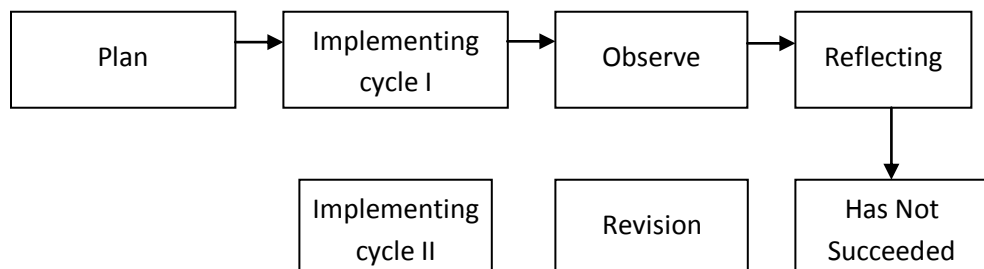 Plan
Implementing
cycle I
Observe
Reflecting
Implementing
cycle II
Revision
Has Not
Succeeded